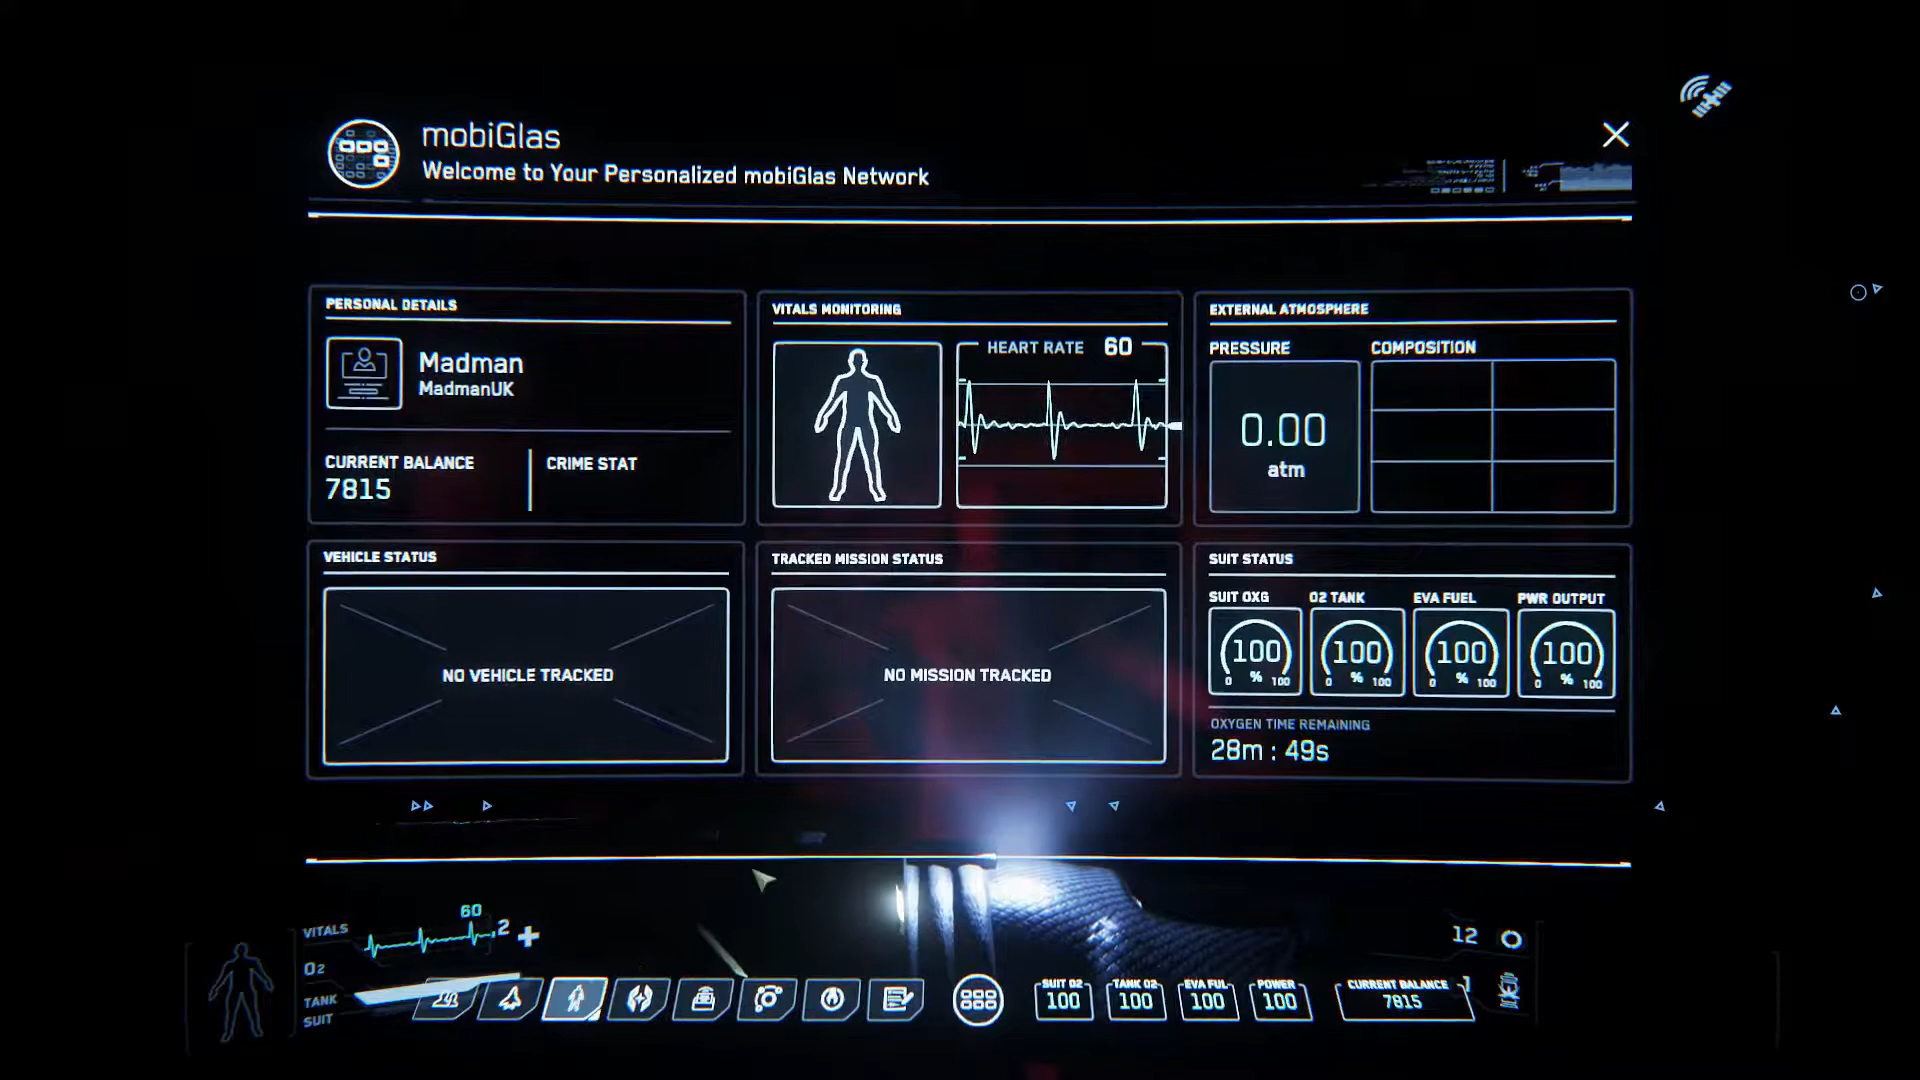 mobiGlas
Welcome to Your Personalized mobiGlas Network
PERSONAL DETAILS
Madman
MadmanUK
CURRENT BALANCE
7815
CRIME STAT
VITALS MONITORING
HEART RATE 60
EXTERNAL ATMOSPHERE
PRESSURE
0.00
atm
COMPOSITION
VEHICLE STATUS
NO VEHICLE TRACKED
TRACKED MISSION STATUS
NO MISSION TRACKED
SUIT STATUS
SUIT OXG
100
0 % 100
O2 TANK
100
0 % 100
EVA FUEL
100
0 % 100
PWR OUTPUT
100
0 % 100
OXYGEN TIME REMAINING
28m : 49s
VITALS
60
.2
O2
TANK
SUIT
12
SUIT O2
100
TANK O2
100
EVA FUL
100
POWER
100
CURRENT BALANCE
7815